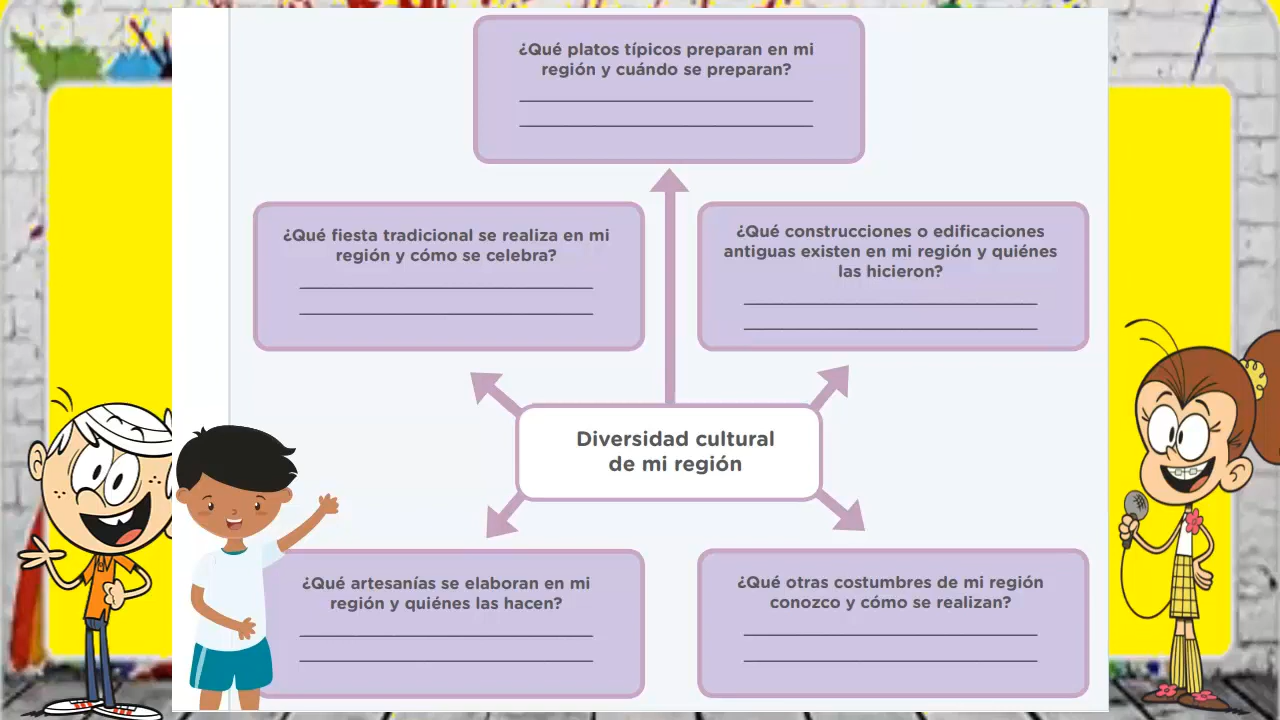 ¿Qué platos típicos preparan en mi
región y cuándo se preparan?
¿Qué fiesta tradicional se realiza en mi
región y cómo se celebra?
¿Qué construcciones o edificaciones
antiguas existen en mi región y quiénes
las hicieron?
Diversidad cultural
de mi región
¿Qué artesanías se elaboran en mi
región y quiénes las hacen?
¿Qué otras costumbres de mi región
conozco y cómo se realizan?